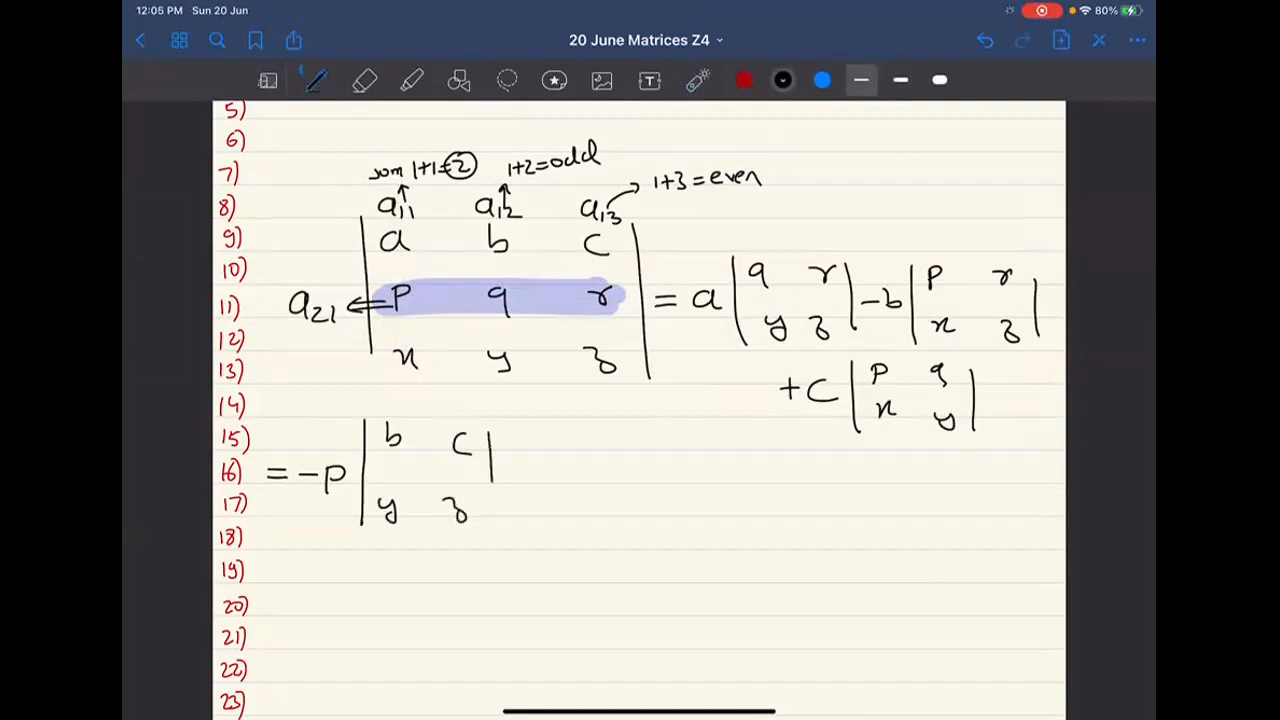 12:05 PM Sun 20 Jun
80%
20 June Matrices Z4
5)
6)
7) sum 1+1=2 1+2=odd 1+3=even
8) a11 a12 a13
9) a b c
10)
11) a21 p q r = a | q r | -b | p r |
12) y z x z
13) x y z +c | p q |
14) x y
15) b c
16) = -p | |
17) y z
18)
19)
20)
21)
22)
23)